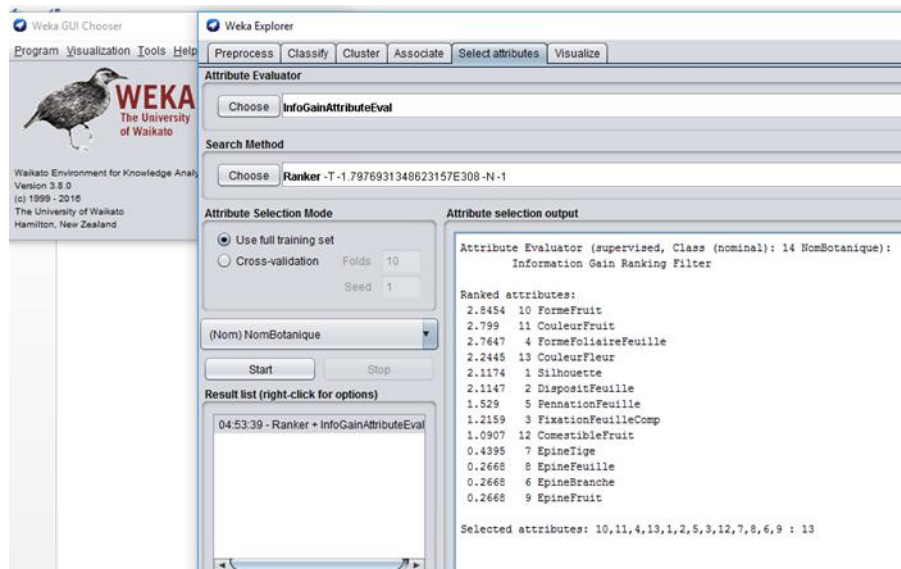 Weka GUI Chooser
Program Visualization Tools Help
WEKA
The University
of Waikato
Waikato Environment for Knowledge Analy
Version 3.8.0
(c) 1999 - 2016
The University of Waikato
Hamilton, New Zealand
Weka Explorer
Preprocess Classify Cluster Associate Select attributes Visualize
Attribute Evaluator
Choose InfoGainAttributeEval
Search Method
Choose Ranker -T -1.7976931348623157E308 -N -1
Attribute Selection Mode
Use full training set
Cross-validation Folds 10
Seed 1
(Nom) NomBotanique
Start Stop
Result list (right-click for options)
04:53:39 - Ranker + InfoGainAttributeEval
Attribute selection output
Attribute Evaluator (supervised, Class (nominal): 14 NomBotanique):
Information Gain Ranking Filter
Ranked attributes:
2.8454 10 FormeFruit
2.799 11 CouleurFruit
2.7647 4 FormeFoliaireFeuille
2.2445 13 CouleurFleur
2.1174 1 Silhouette
2.1147 2 DispositFeuille
1.529 5 PennationFeuille
1.2159 3 FixationFeuilleComp
1.0907 12 ComestibleFruit
0.4395 7 EpineTige
0.2668 8 EpineFeuille
0.2668 6 EpineBranche
0.2668 9 EpineFruit
Selected attributes: 10,11,4,13,1,2,5,3,12,7,8,6,9 : 13